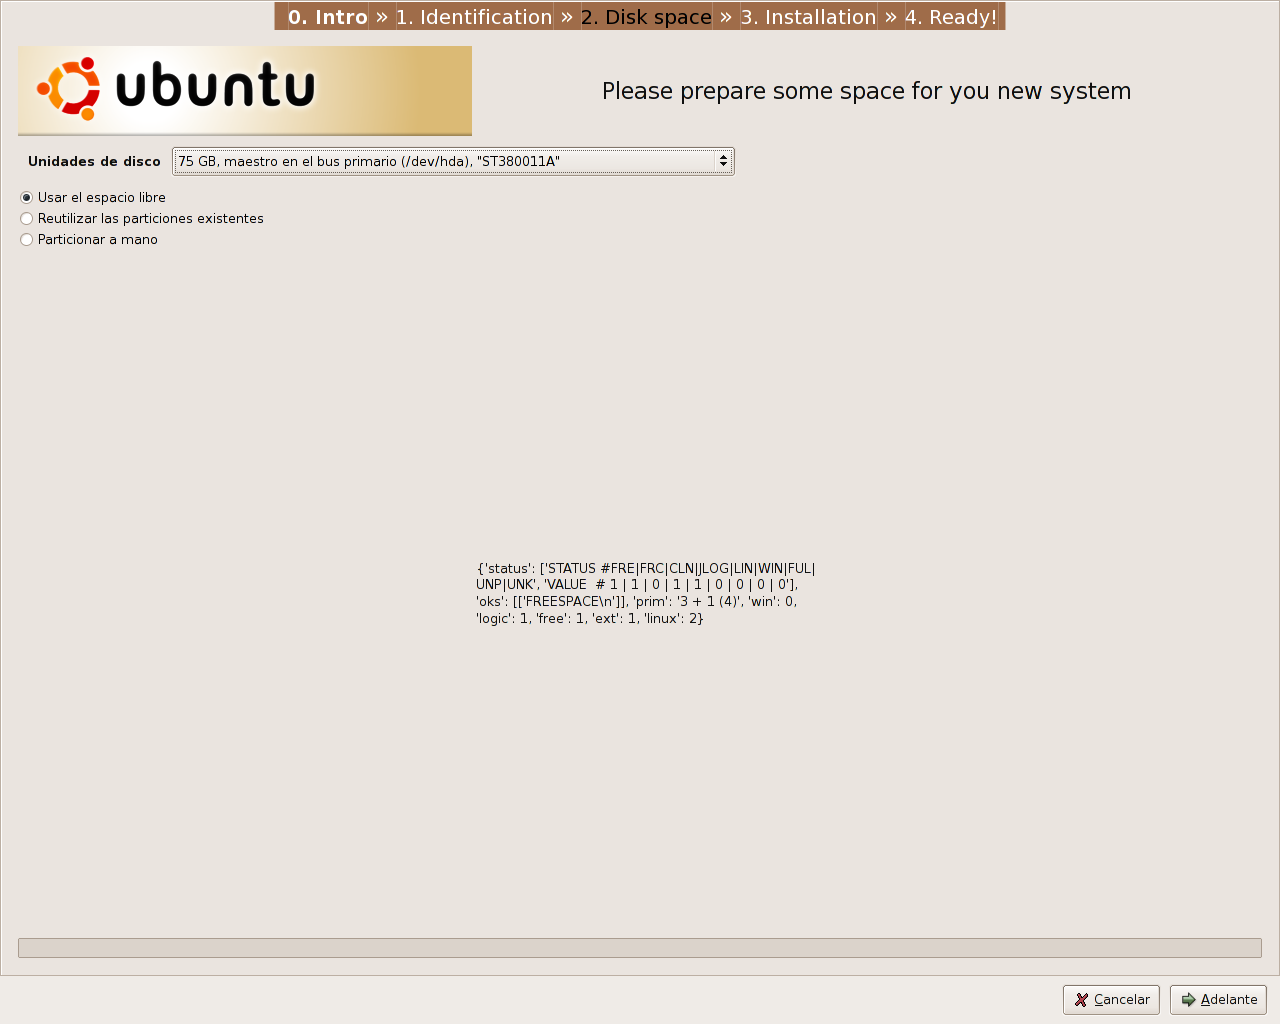 0. Intro » 1. Identification » 2. Disk space » 3. Installation » 4. Ready!
ubuntu
Please prepare some space for you new system
Unidades de disco 75 GB, maestro en el bus primario (/dev/hda), "ST380011A"
Usar el espacio libre
Reutilizar las particiones existentes
Particionar a mano
{'status': ['STATUS #FRE|FRC|CLN|JLOG|LIN|WIN|FUL|
UNP|UNK', 'VALUE  # 1 | 1 | 0 | 1 | 1 | 0 | 0 | 0 | 0'],
'oks': [['FREESPACE\n']], 'prim': '3 + 1 (4)', 'win': 0,
'logic': 1, 'free': 1, 'ext': 1, 'linux': 2}
Cancelar Adelante